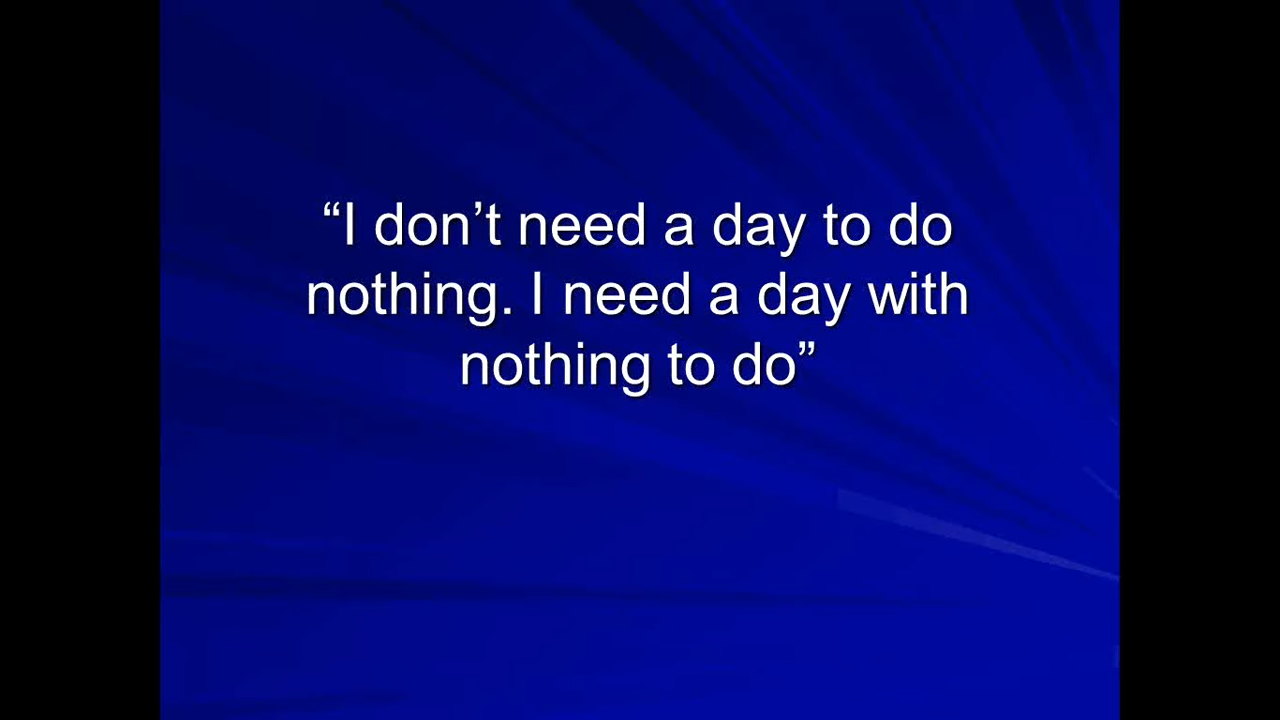 “I don’t need a day to do
nothing. I need a day with
nothing to do”